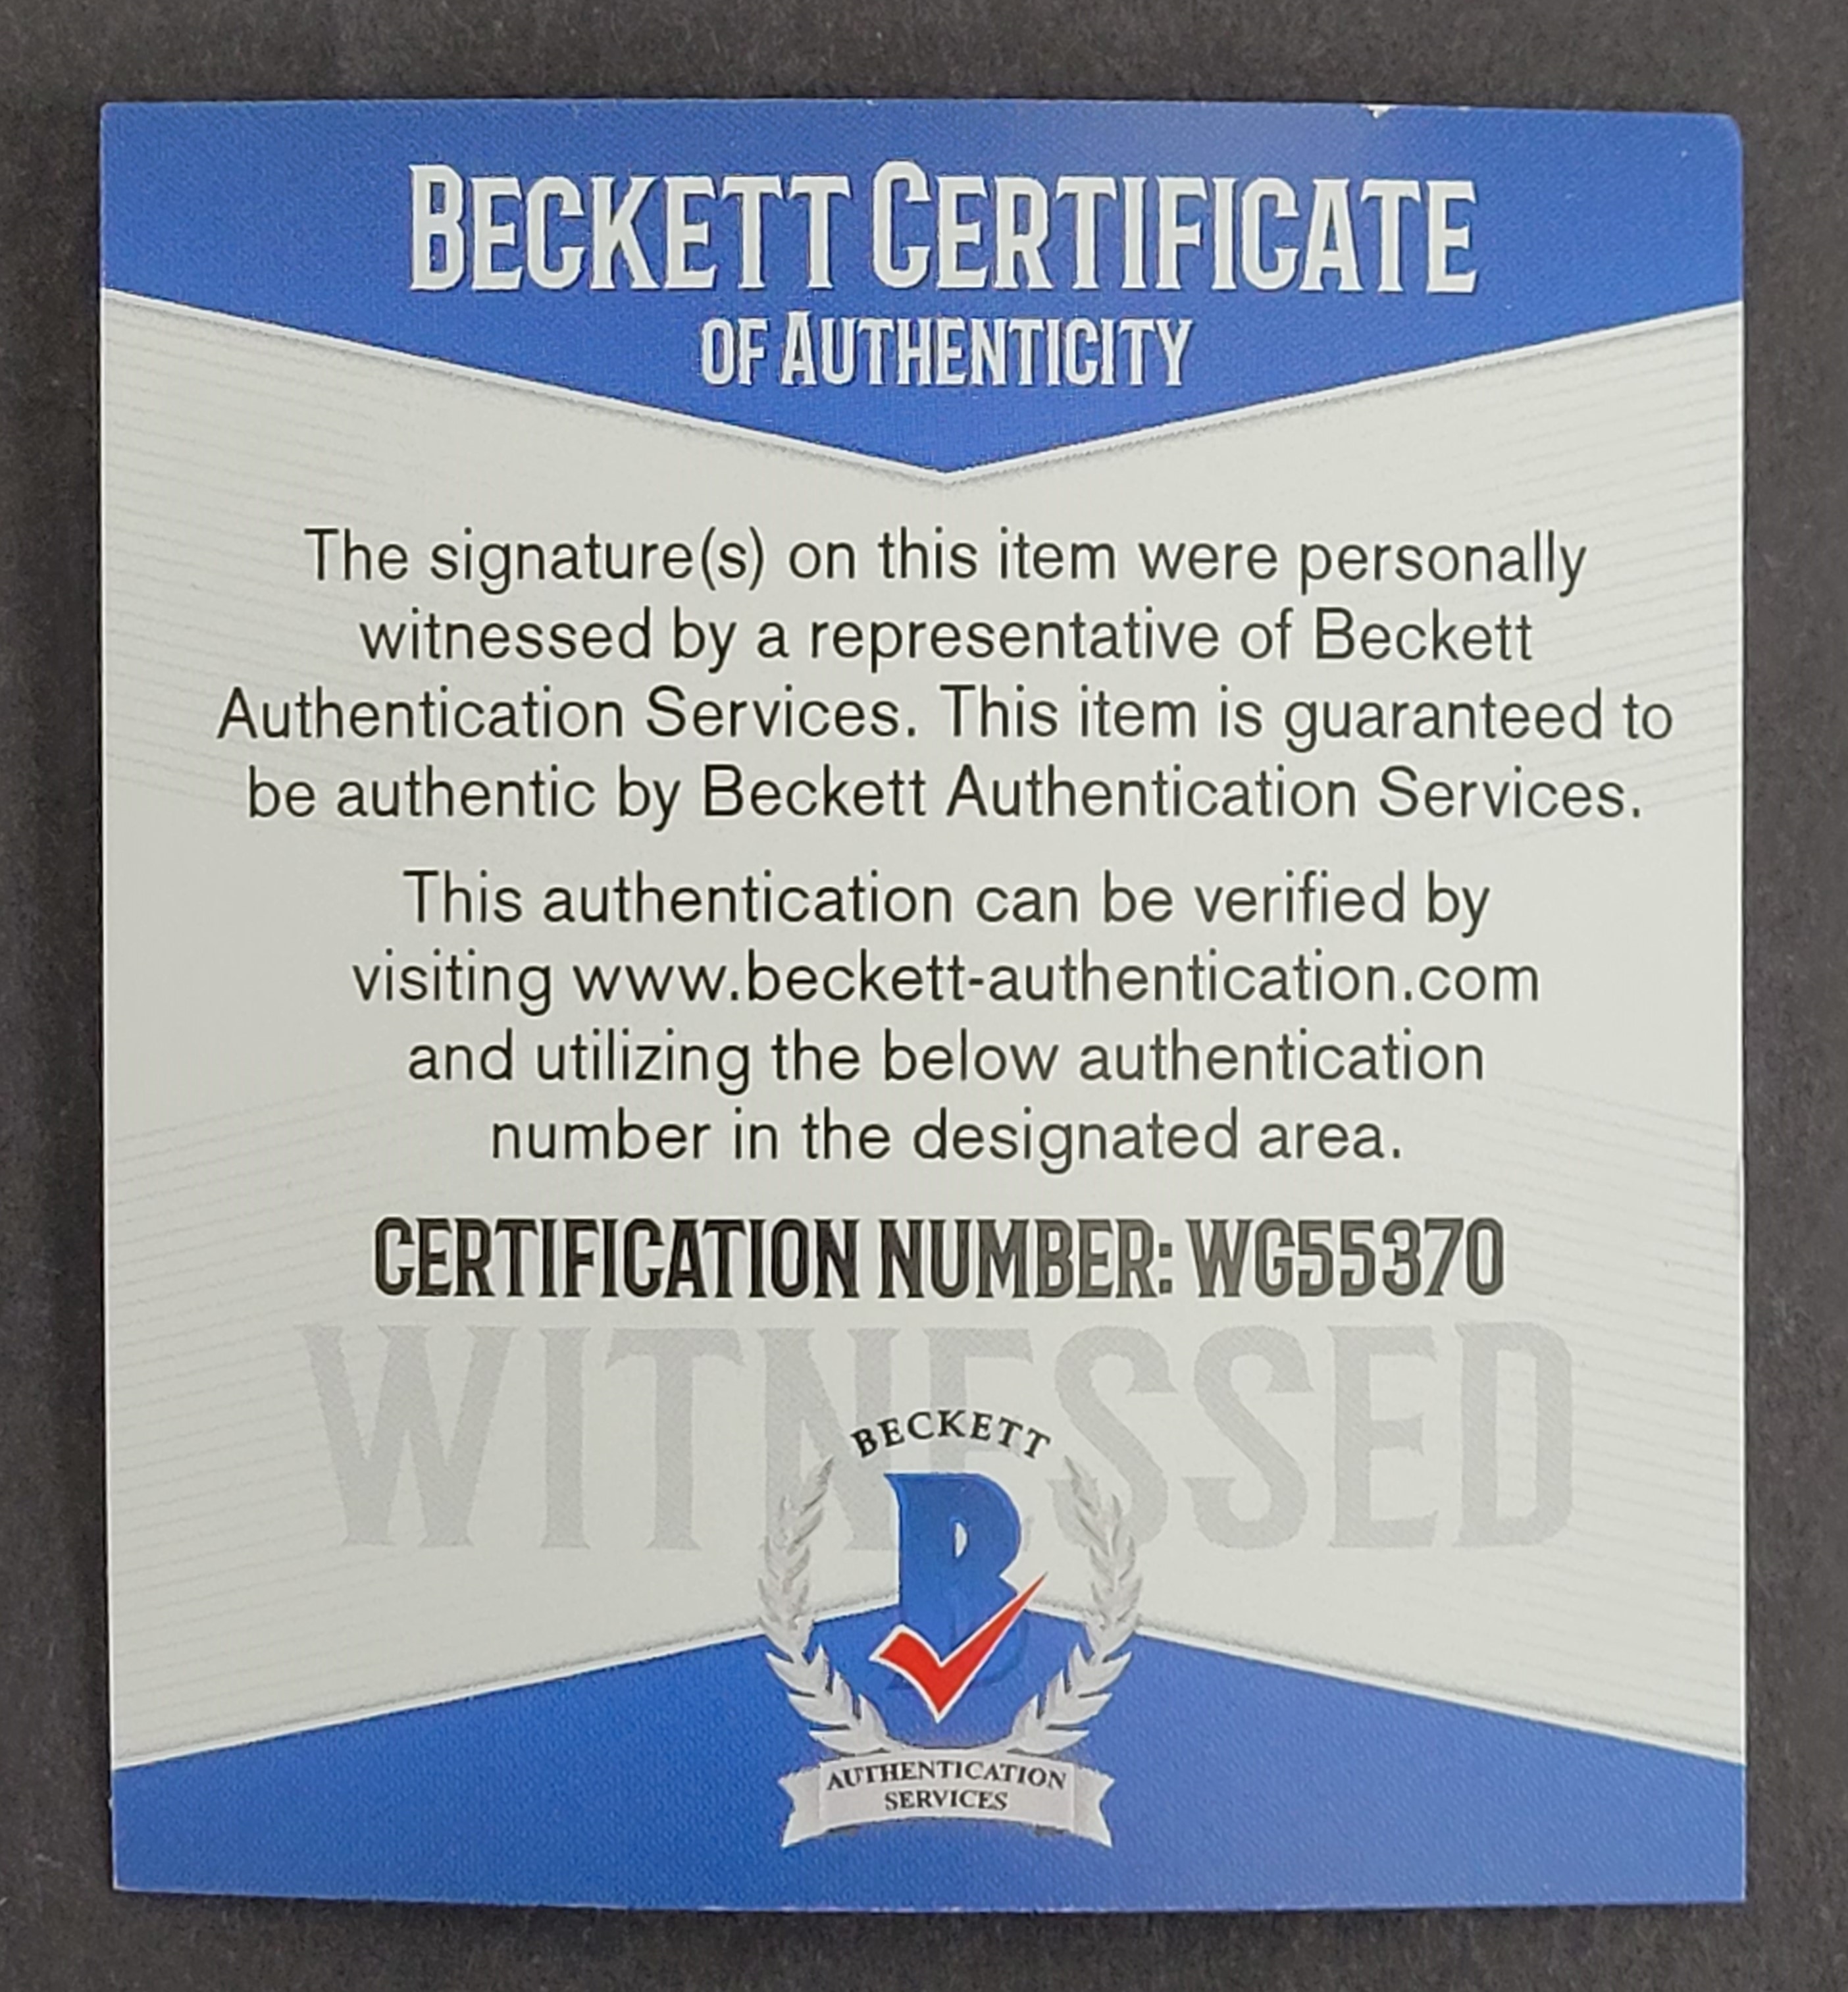 BECKETT CERTIFICATE
OF AUTHENTICITY
The signature(s) on this item were personally
witnessed by a representative of Beckett
Authentication Services. This item is guaranteed to
be authentic by Beckett Authentication Services.
This authentication can be verified by
visiting www.beckett-authentication.com
and utilizing the below authentication
number in the designated area.
CERTIFICATION NUMBER: WG55370
WITNESSED
BECKETT
B
AUTHENTICATION
SERVICES